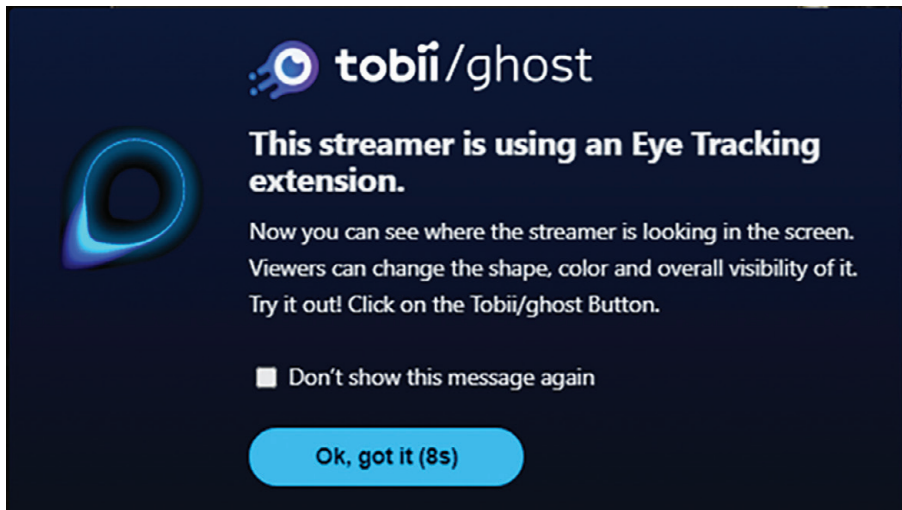 tobii/ghost
This streamer is using an Eye Tracking
extension.
Now you can see where the streamer is looking in the screen.
Viewers can change the shape, color and overall visibility of it.
Try it out! Click on the Tobii/ghost Button.
Don't show this message again
Ok, got it (8s)